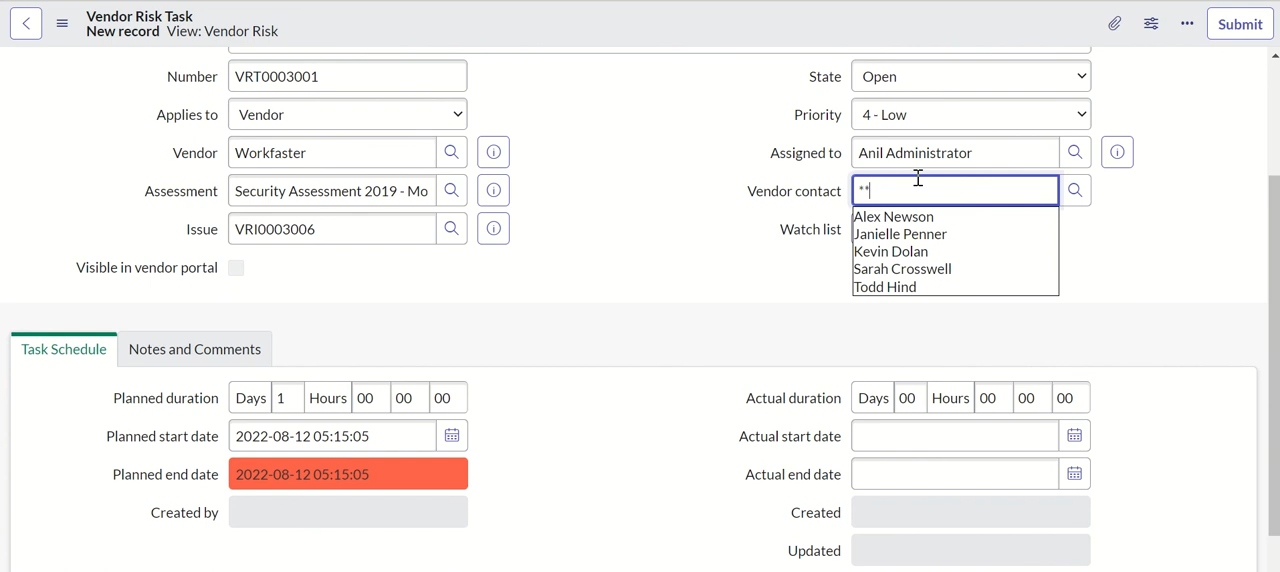 Vendor Risk Task
New record View: Vendor Risk
Submit
Number VRT0003001
State Open
Applies to Vendor
Priority 4 - Low
Vendor Workfaster
Assigned to Anil Administrator
Assessment Security Assessment 2019 - Mo
Vendor contact **
Issue VRI0003006
Watch list
Alex Newson
Janielle Penner
Kevin Dolan
Sarah Crosswell
Todd Hind
Visible in vendor portal
Task Schedule
Notes and Comments
Planned duration Days 1 Hours 00 00 00
Actual duration Days 00 Hours 00 00 00
Planned start date 2022-08-12 05:15:05
Actual start date
Planned end date 2022-08-12 05:15:05
Actual end date
Created by
Created
Updated